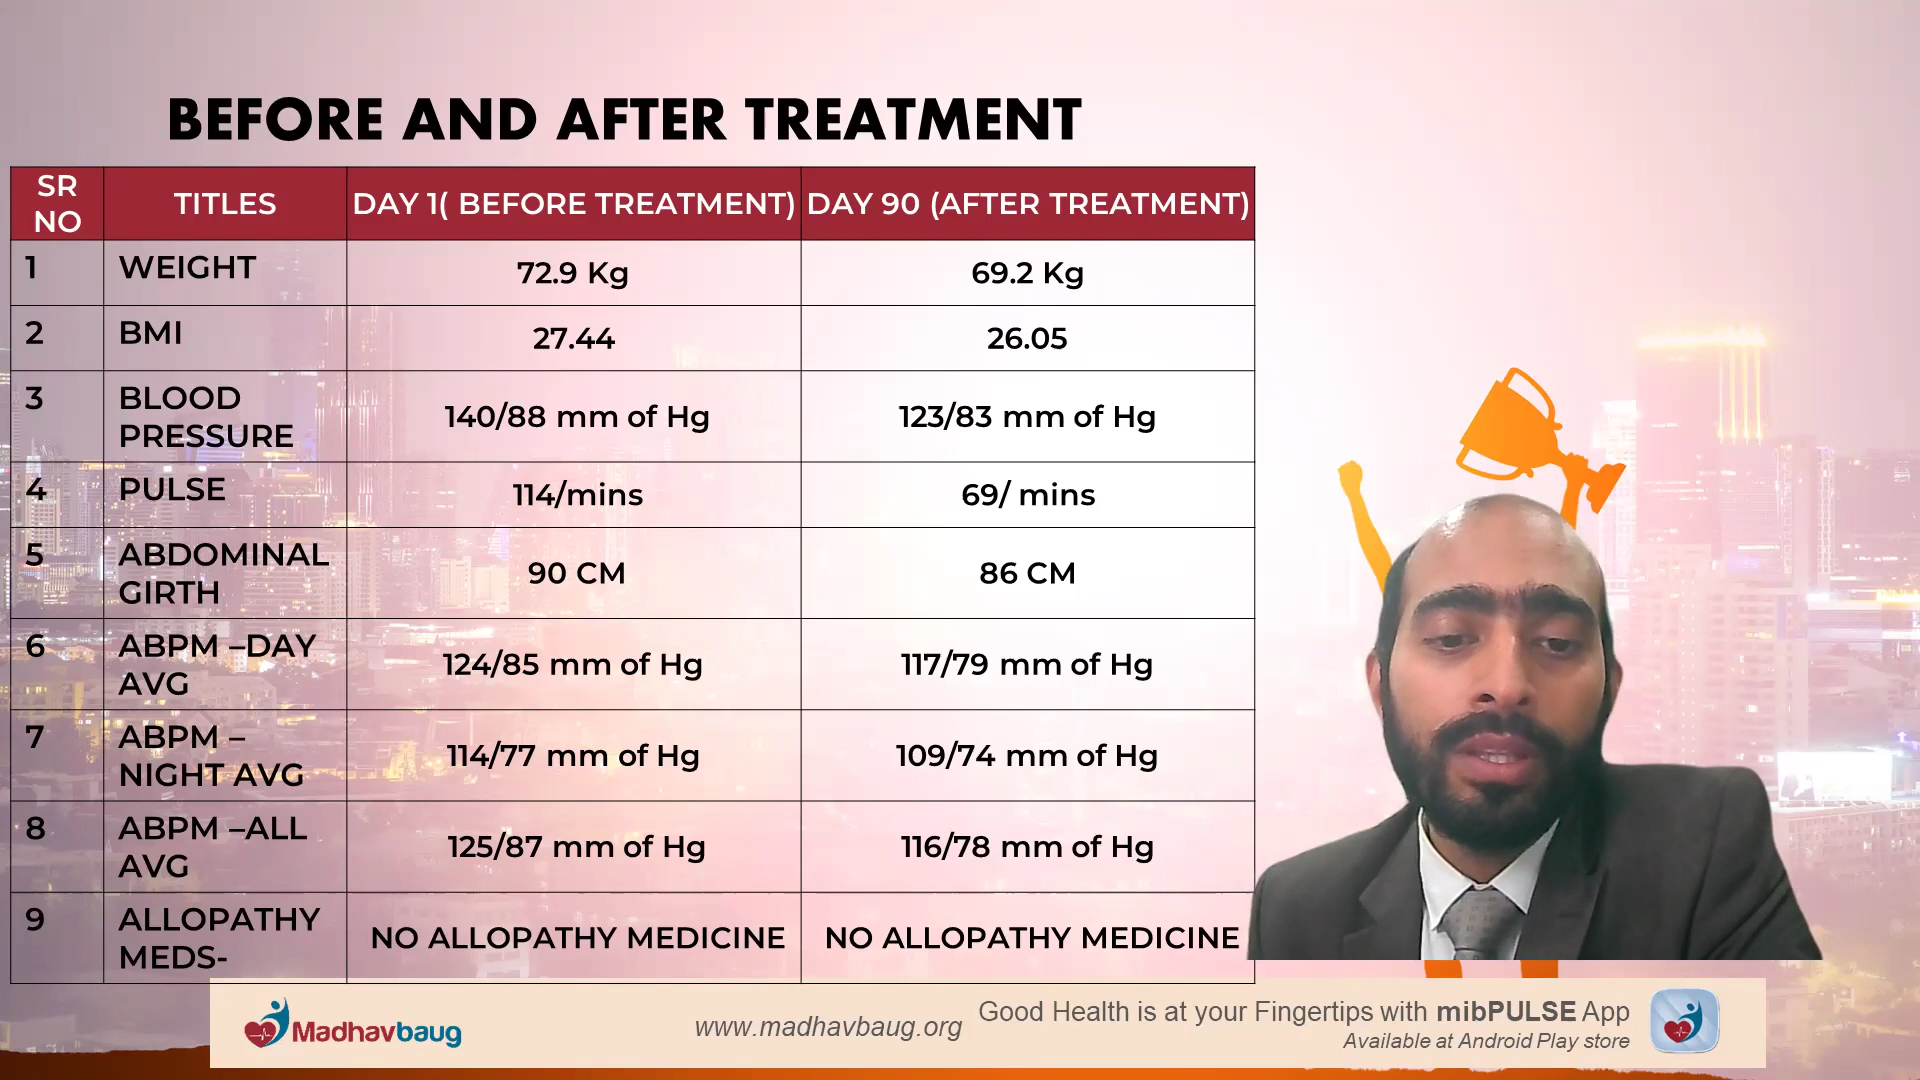 BEFORE AND AFTER TREATMENT
SR
NO
TITLES
DAY 1( BEFORE TREATMENT)
DAY 90 (AFTER TREATMENT)
1
WEIGHT
72.9 Kg
69.2 Kg
2
BMI
27.44
26.05
3
BLOOD
PRESSURE
140/88 mm of Hg
123/83 mm of Hg
4
PULSE
114/mins
69/ mins
5
ABDOMINAL
GIRTH
90 CM
86 CM
6
ABPM –DAY
AVG
124/85 mm of Hg
117/79 mm of Hg
7
ABPM –
NIGHT AVG
114/77 mm of Hg
109/74 mm of Hg
8
ABPM –ALL
AVG
125/87 mm of Hg
116/78 mm of Hg
9
ALLOPATHY
MEDS-
NO ALLOPATHY MEDICINE
NO ALLOPATHY MEDICINE
Madhavbaug
www.madhavbaug.org
Good Health is at your Fingertips with mibPULSE App
Available at Android Play store